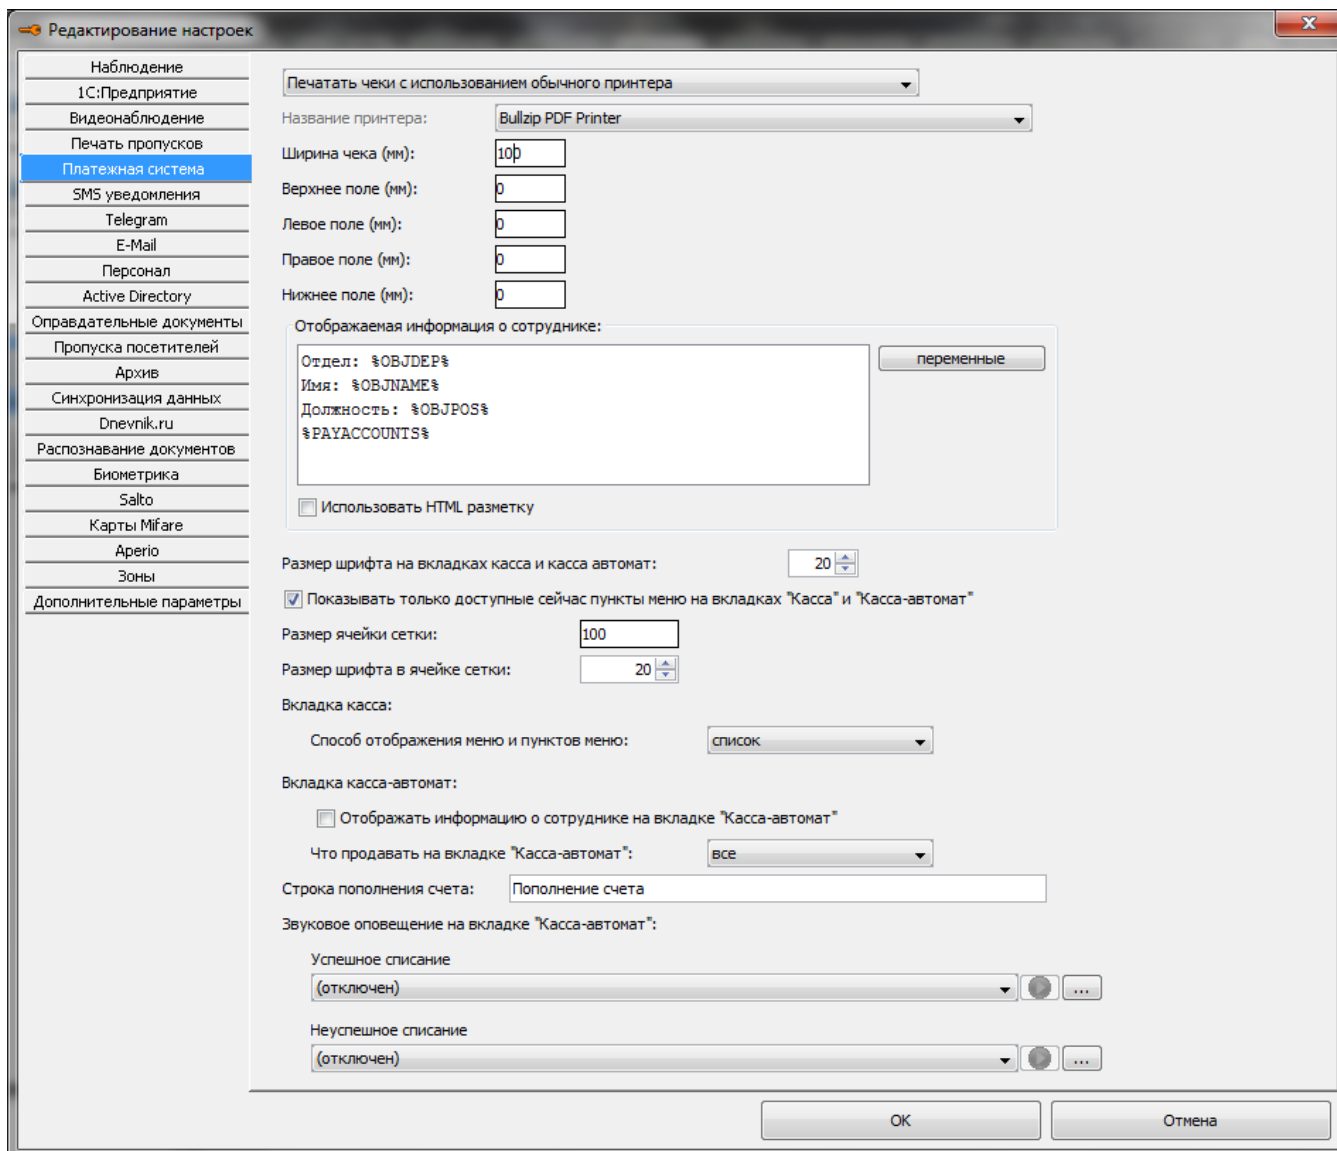 Редактирование настроек
Наблюдение
1С:Предприятие
Видеонаблюдение
Печать пропусков
Платежная система
SMS уведомления
Telegram
E-Mail
Персонал
Active Directory
Оправдательные документы
Пропуска посетителей
Архив
Синхронизация данных
Dnevnik.ru
Распознавание документов
Биометрика
Salto
Карты Mifare
Aperio
Зоны
Дополнительные параметры
Печатать чеки с использованием обычного принтера
Название принтера: Bullzip PDF Printer
Ширина чека (мм): 100
Верхнее поле (мм): 0
Левое поле (мм): 0
Правое поле (мм): 0
Нижнее поле (мм): 0
Отображаемая информация о сотруднике:
Отдел: %OBJDEP%
Имя: %OBJNAME%
Должность: %OBJPOS%
%PAYACCOUNTS%
переменные
Использовать HTML разметку
Размер шрифта на вкладках касса и касса автомат: 20
Показывать только доступные сейчас пункты меню на вкладках "Касса" и "Касса-автомат"
Размер ячейки сетки: 100
Размер шрифта в ячейке сетки: 20
Вкладка касса:
Способ отображения меню и пунктов меню: список
Вкладка касса-автомат:
Отображать информацию о сотруднике на вкладке "Касса-автомат"
Что продавать на вкладке "Касса-автомат": все
Строка пополнения счета: Пополнение счета
Звуковое оповещение на вкладке "Касса-автомат":
Успешное списание
(отключен) ...
Неуспешное списание
(отключен) ...
ОК Отмена